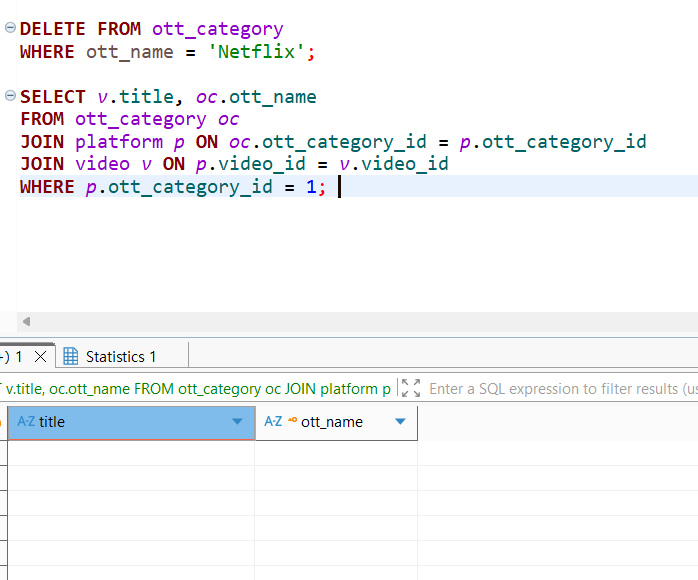 DELETE FROM ott_category
WHERE ott_name = 'Netflix';
SELECT v.title, oc.ott_name
FROM ott_category oc
JOIN platform p ON oc.ott_category_id = p.ott_category_id
JOIN video v ON p.video_id = v.video_id
WHERE p.ott_category_id = 1;
+) 1 Statistics 1
v.title, oc.ott_name FROM ott_category oc JOIN platform p Enter a SQL expression to filter results (us
A-Z title A-Z ott_name